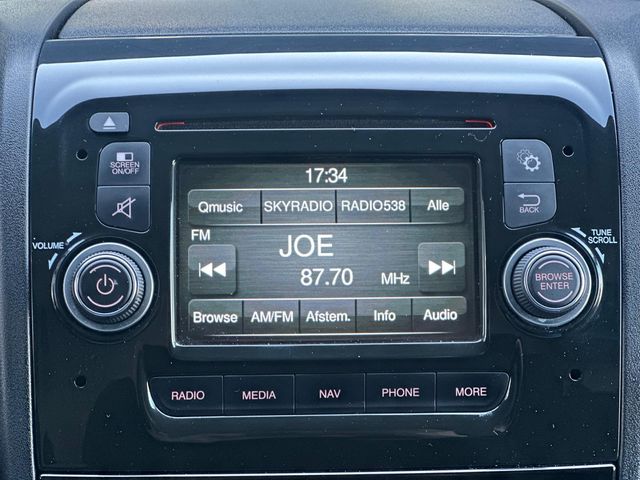 17:34
SCREEN
ON/OFF
Qmusic SKYRADIO RADIO538 Alle
BACK
FM
JOE
VOLUME
TUNE
SCROLL
87.70 MHz
BROWSE
ENTER
Browse AM/FM Afstem. Info Audio
RADIO MEDIA NAV PHONE MORE